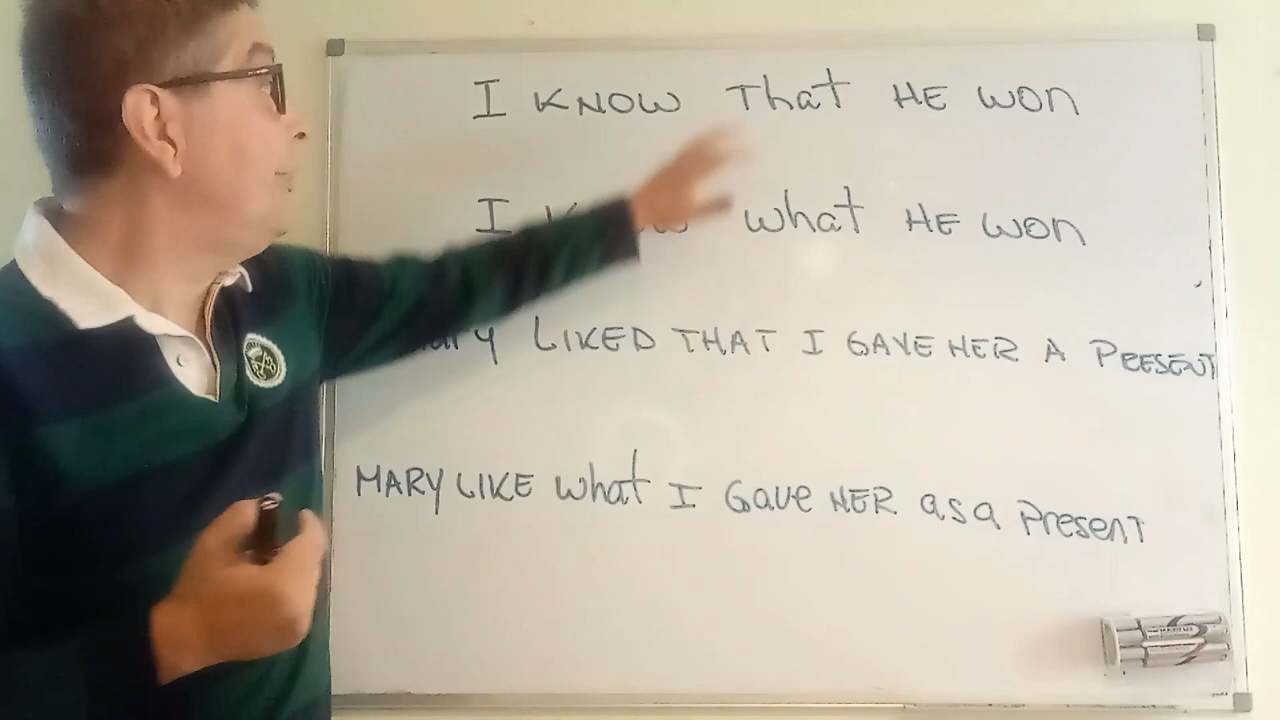 I KNOW That HE won
I what HE won
LIKED THAT I GAVE HER A PRESENT
MARY LIKE what I Gave HER as a Present